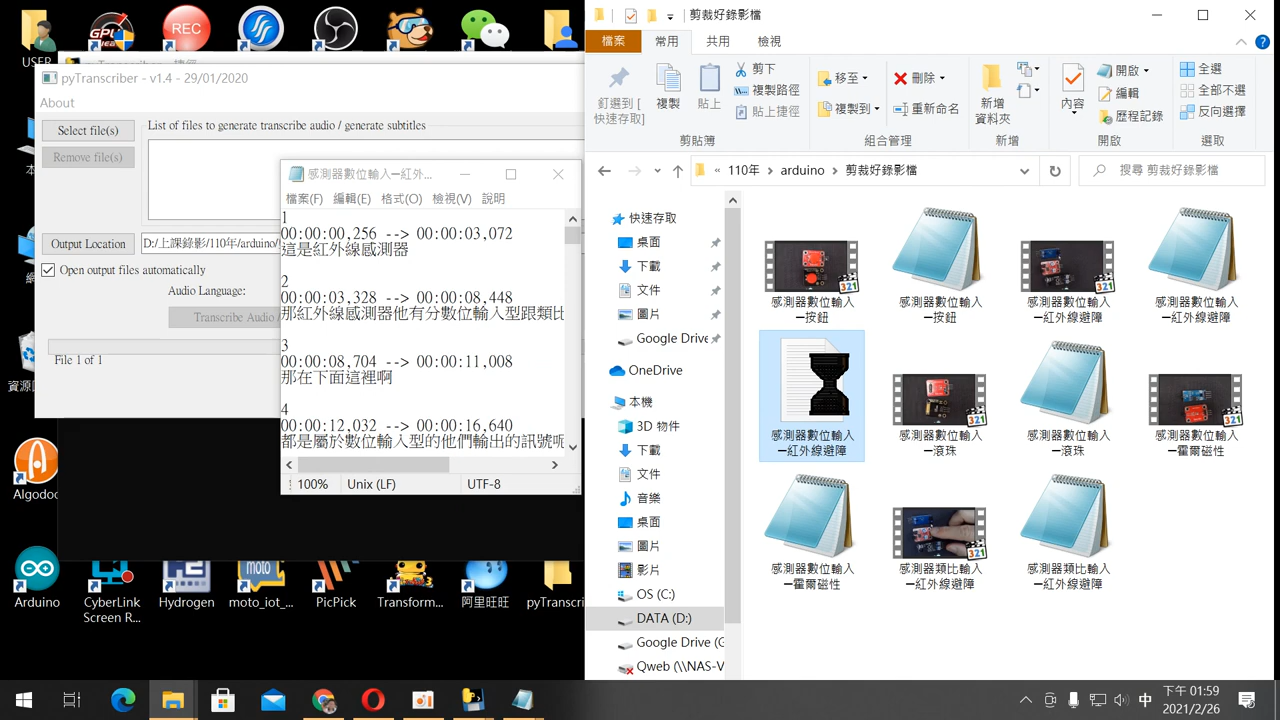 USER
REC
pyTranscriber - v1.4 - 29/01/2020
About
Select file(s)
Remove file(s)
List of files to generate transcribe audio / generate subtitles
Output Location
D:/上課錄影/110年/arduino/
Open output files automatically
Audio Language:
Transcribe Audio /
File 1 of 1
感測器數位輸入—紅外...
檔案(F) 編輯(E) 格式(O) 檢視(V) 說明
1
00:00:00,256 --> 00:00:03,072
這是紅外線感測器
2
00:00:03,328 --> 00:00:08,448
那紅外線感測器他有分數位輸入型跟類比
3
00:00:08,704 --> 00:00:11,008
那在下面這裡啊
4
00:00:12,032 --> 00:00:16,640
都是屬於數位輸入型的他們輸出的訊號呃
100% Unix (LF) UTF-8
Algodoo
Arduino
CyberLink Screen R...
Hydrogen
moto_iot_...
PicPick
Transform...
阿里旺旺
pyTranscri
剪裁好錄影檔
檔案 常用 共用 檢視
釘選到 [快速存取]
複製
貼上
剪下
複製路徑
貼上捷徑
剪貼簿
移至
複製到
刪除
重新命名
組合管理
新增資料夾
新增
內容
開啟
編輯
歷程記錄
開啟
全選
全部不選
反向選擇
選取
« 110年 › arduino › 剪裁好錄影檔
搜尋 剪裁好錄影檔
快速存取
桌面
下載
文件
圖片
Google Drive
OneDrive
本機
3D 物件
下載
文件
音樂
桌面
圖片
影片
OS (C:)
DATA (D:)
Google Drive (G
Qweb (\\NAS-V
感測器數位輸入—按鈕
感測器數位輸入—按鈕
感測器數位輸入—紅外線避障
感測器數位輸入—紅外線避障
感測器數位輸入—紅外線避障
感測器數位輸入—滾珠
感測器數位輸入—滾珠
感測器數位輸入—霍爾磁性
感測器數位輸入—霍爾磁性
感測器類比輸入—紅外線避障
感測器類比輸入—紅外線避障
中
下午 01:59
2021/2/26